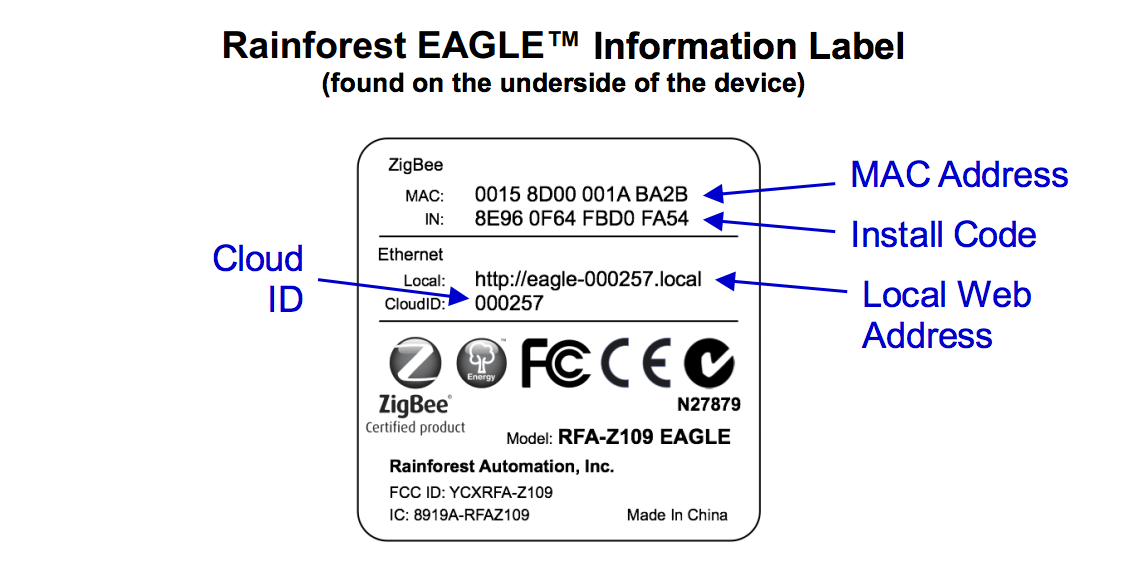 Rainforest EAGLE™ Information Label
(found on the underside of the device)
ZigBee
MAC: 0015 8D00 001A BA2B
MAC Address
IN: 8E96 0F64 FBD0 FA54
Install Code
Ethernet
Cloud
ID
Local: http://eagle-000257.local
CloudID: 000257
Local Web
Address
Z
Energy
™
FC CE
N27879
ZigBee®
Certified product
Model: RFA-Z109 EAGLE
Rainforest Automation, Inc.
FCC ID: YCXRFA-Z109
IC: 8919A-RFAZ109
Made In China